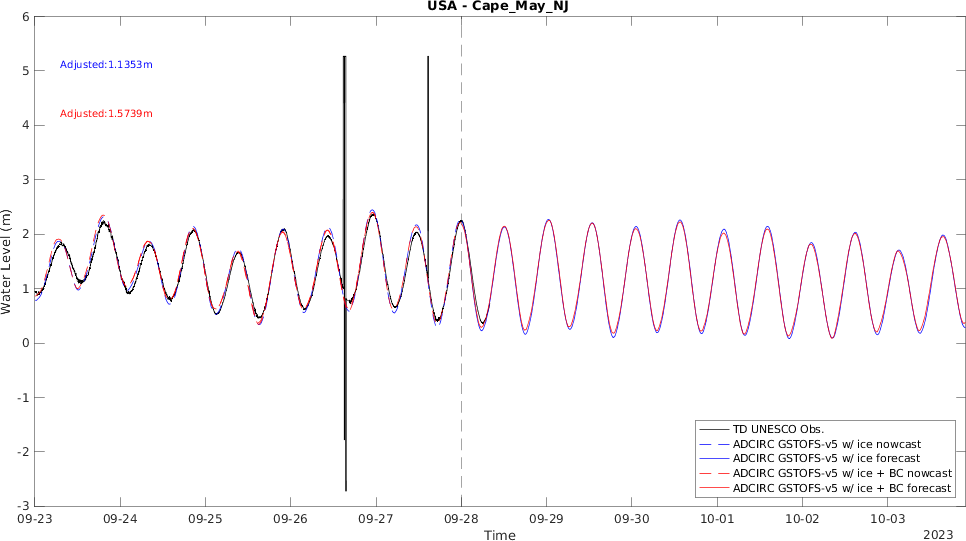 USA - Cape_May_NJ
6
Adjusted:1.1353m
5
Adjusted:1.5739m
4
3
2
Water Level (m)
1
0
-1
-2
-3
TD UNESCO Obs.
ADCIRC GSTOFS-v5 w/ ice nowcast
ADCIRC GSTOFS-v5 w/ ice forecast
ADCIRC GSTOFS-v5 w/ ice + BC nowcast
ADCIRC GSTOFS-v5 w/ ice + BC forecast
09-23 09-24 09-25 09-26 09-27 09-28 09-29 09-30 10-01 10-02 10-03
Time
2023